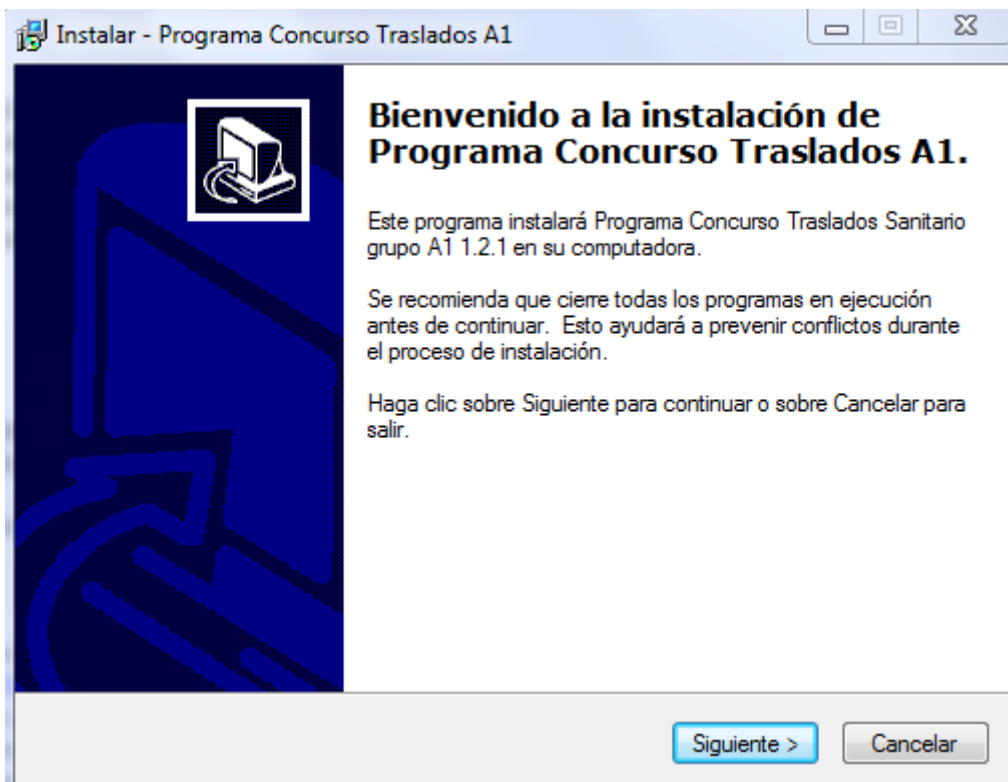 Instalar - Programa Concurso Traslados A1
Bienvenido a la instalación de
Programa Concurso Traslados A1.
Este programa instalará Programa Concurso Traslados Sanitario
grupo A1 1.2.1 en su computadora.
Se recomienda que cierre todas los programas en ejecución
antes de continuar.  Esto ayudará a prevenir conflictos durante
el proceso de instalación.
Haga clic sobre Siguiente para continuar o sobre Cancelar para
salir.
Siguiente >
Cancelar